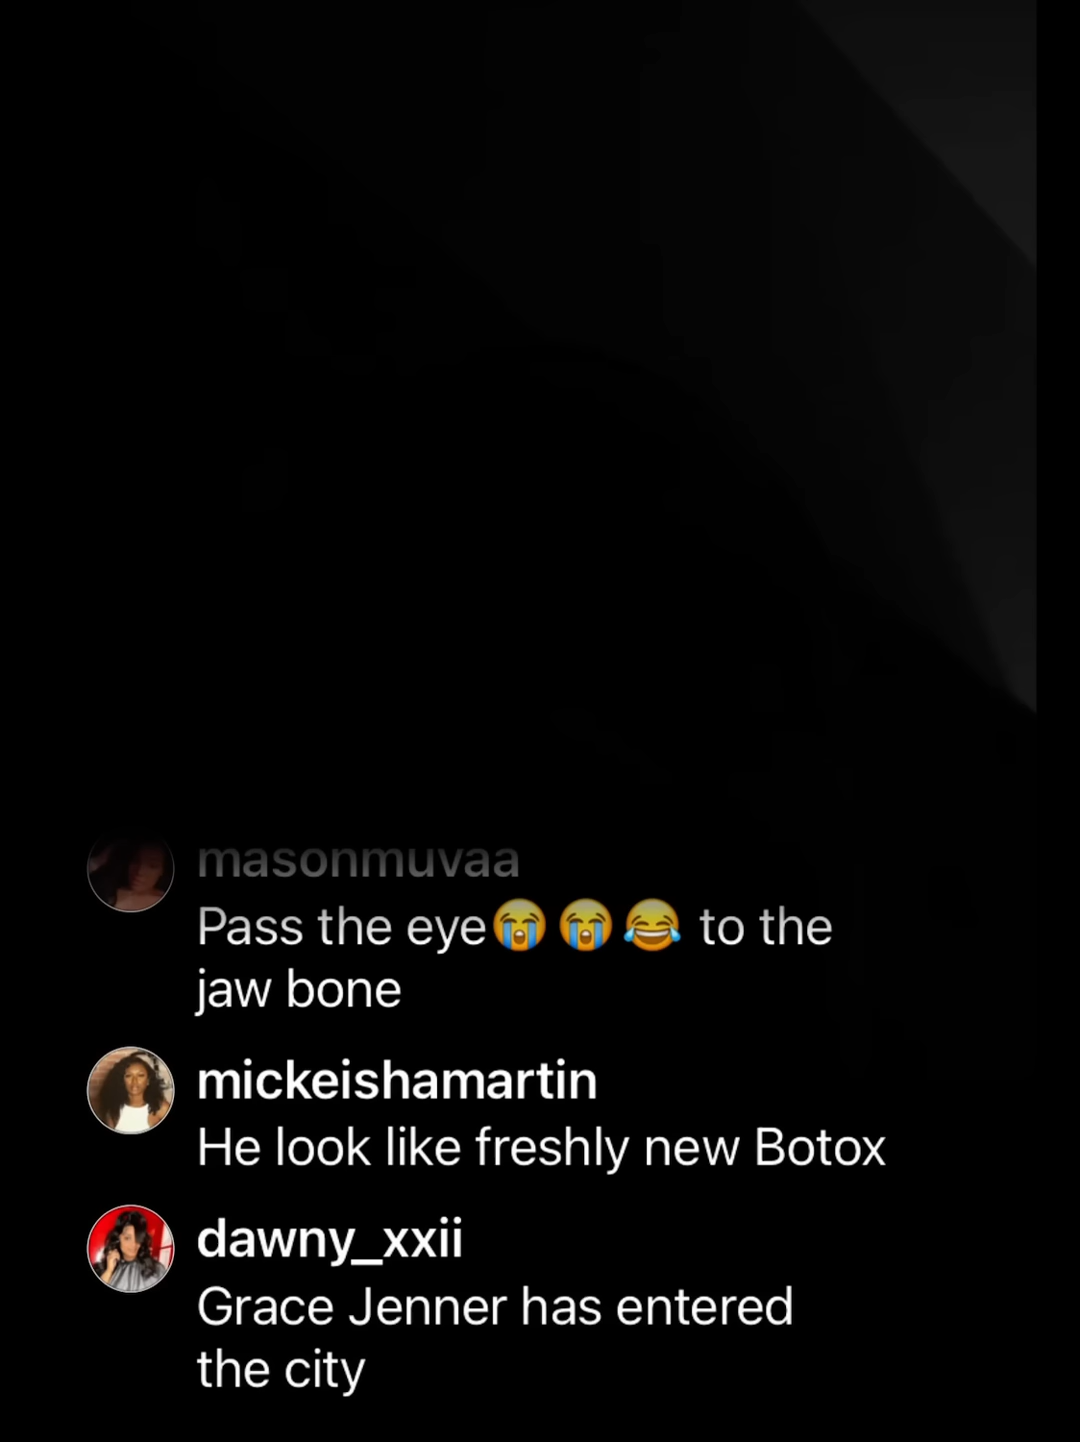 masonmuvaa
Pass the eye😭😭😂 to the
jaw bone
mickeishamartin
He look like freshly new Botox
dawny_xxii
Grace Jenner has entered
the city